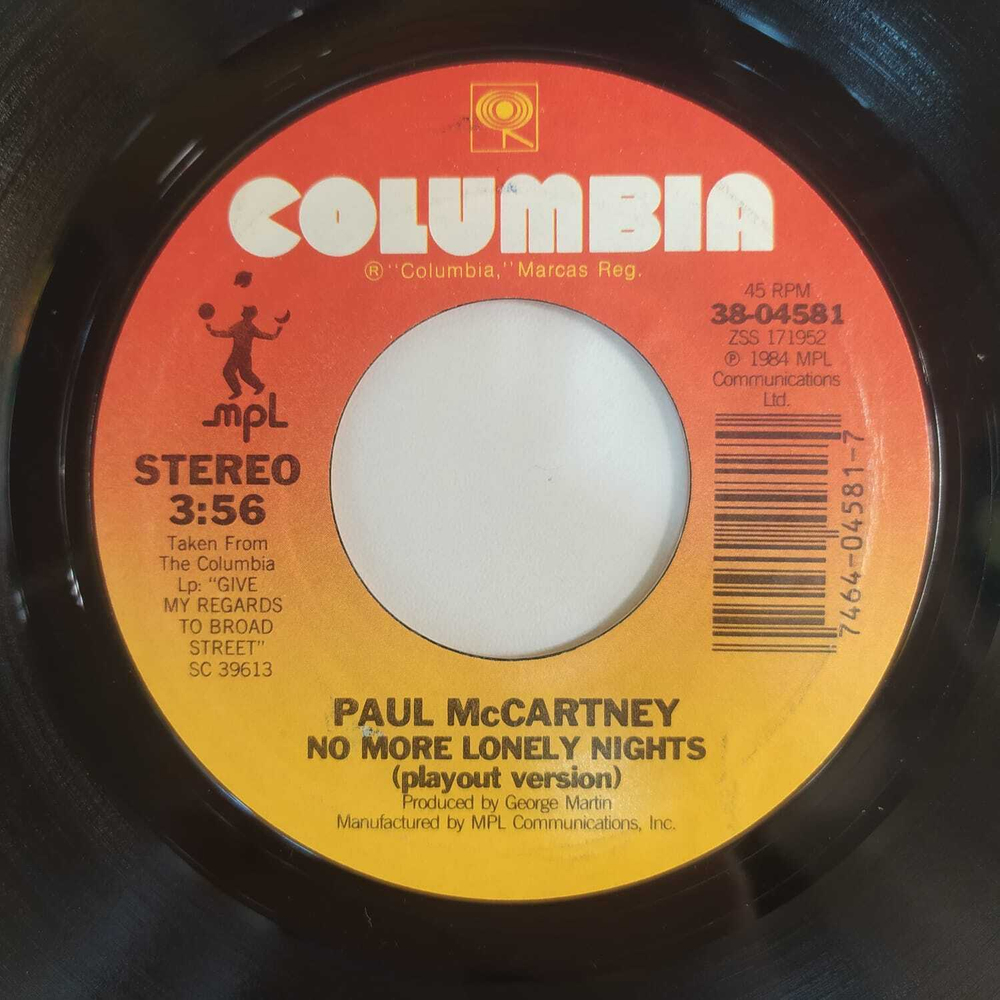 COLUMBIA
® "Columbia," Marcas Reg.
mpL
STEREO
3:56
Taken From
The Columbia
Lp: "GIVE
MY REGARDS
TO BROAD
STREET"
SC 39613
45 RPM
38-04581
ZSS 171952
℗ 1984 MPL
Communications
Ltd.
7464-04581-7
PAUL McCARTNEY
NO MORE LONELY NIGHTS
(playout version)
Produced by George Martin
Manufactured by MPL Communications, Inc.